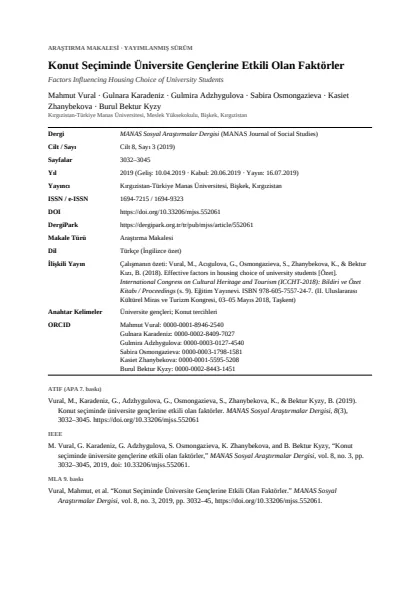 ARAŞTIRMA MAKALESİ · YAYIMLANMIŞ SÜRÜM
Konut Seçiminde Üniversite Gençlerine Etkili Olan Faktörler
Factors Influencing Housing Choice of University Students
Mahmut Vural · Gulnara Karadeniz · Gulmira Adzhygulova · Sabira Osmongazieva · Kasiet
Zhanybekova · Burul Bektur Kyzy
Kırgızistan-Türkiye Manas Üniversitesi, Meslek Yüksekokulu, Bişkek, Kırgızistan
Dergi MANAS Sosyal Araştırmalar Dergisi (MANAS Journal of Social Studies)
Cilt / Sayı Cilt 8, Sayı 3 (2019)
Sayfalar 3032–3045
Yıl 2019 (Geliş: 10.04.2019 · Kabul: 20.06.2019 · Yayın: 16.07.2019)
Yayıncı Kırgızistan-Türkiye Manas Üniversitesi, Bişkek, Kırgızistan
ISSN / e-ISSN 1694-7215 / 1694-9323
DOI https://doi.org/10.33206/mjss.552061
DergiPark https://dergipark.org.tr/tr/pub/mjss/article/552061
Makale Türü Araştırma Makalesi
Dil Türkçe (İngilizce özet)
İlişkili Yayın Çalışmanın özeti: Vural, M., Acıgulova, G., Osmongazieva, S., Zhanybekova, K., & Bektur
Kızı, B. (2018). Effective factors in housing choice of university students [Özet].
International Congress on Cultural Heritage and Tourism (ICCHT-2018): Bildiri ve Özet
Kitabı / Proceedings (s. 9). Eğitim Yayınevi. ISBN 978-605-7557-24-7. (II. Uluslararası
Kültürel Miras ve Turizm Kongresi, 03–05 Mayıs 2018, Taşkent)
Anahtar Kelimeler Üniversite gençleri; Konut tercihleri
ORCID Mahmut Vural: 0000-0001-8946-2540
Gulnara Karadeniz: 0000-0002-8409-7027
Gulmira Adzhygulova: 0000-0003-0127-4540
Sabira Osmongazieva: 0000-0003-1798-1581
Kasiet Zhanybekova: 0000-0001-5595-5208
Burul Bektur Kyzy: 0000-0002-8443-1451
ATIF (APA 7. baskı)
Vural, M., Karadeniz, G., Adzhygulova, G., Osmongazieva, S., Zhanybekova, K., & Bektur Kyzy, B. (2019).
Konut seçiminde üniversite gençlerine etkili olan faktörler. MANAS Sosyal Araştırmalar Dergisi, 8(3),
3032–3045. https://doi.org/10.33206/mjss.552061
IEEE
M. Vural, G. Karadeniz, G. Adzhygulova, S. Osmongazieva, K. Zhanybekova, and B. Bektur Kyzy, “Konut
seçiminde üniversite gençlerine etkili olan faktörler,” MANAS Sosyal Araştırmalar Dergisi, vol. 8, no. 3, pp.
3032–3045, 2019, doi: 10.33206/mjss.552061.
MLA 9. baskı
Vural, Mahmut, et al. “Konut Seçiminde Üniversite Gençlerine Etkili Olan Faktörler.” MANAS Sosyal
Araştırmalar Dergisi, vol. 8, no. 3, 2019, pp. 3032–45, https://doi.org/10.33206/mjss.552061.